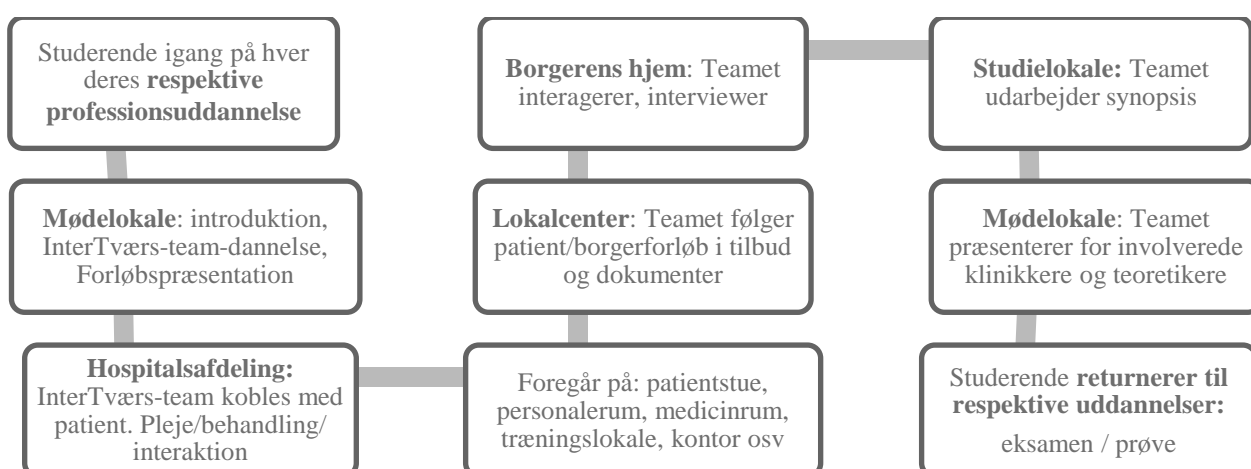 Studerende igang på hver
deres respektive
professionsuddannelse
Mødelokale: introduktion,
InterTværs-team-dannelse,
Forløbspræsentation
Hospitalsafdeling:
InterTværs-team kobles med
patient. Pleje/behandling/
interaktion
Foregår på: patientstue,
personalerum, medicinrum,
træningslokale, kontor osv
Lokalcenter: Teamet følger
patient/borgerforløb i tilbud
og dokumenter
Borgerens hjem: Teamet
interagerer, interviewer
Studielokale: Teamet
udarbejder synopsis
Mødelokale: Teamet
præsenterer for involverede
klinikkere og teoretikere
Studerende returnerer til
respektive uddannelser:
eksamen / prøve